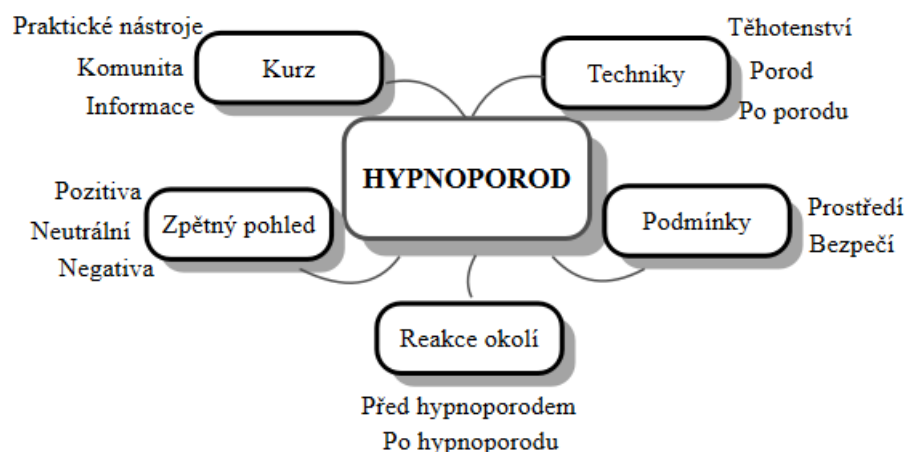 Praktické nástroje
Komunita
Informace
Kurz
Techniky
Těhotenství
Porod
Po porodu
HYPNOPOROD
Pozitiva
Neutrální
Negativa
Zpětný pohled
Podmínky
Prostředí
Bezpečí
Reakce okolí
Před hypnoporodem
Po hypnoporodu